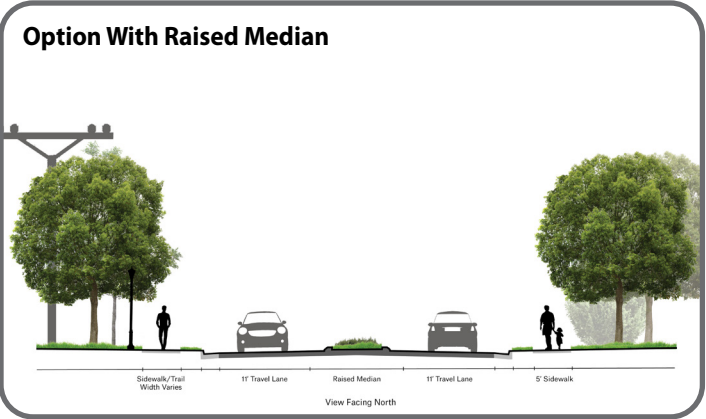 Option With Raised Median
Sidewalk/Trail
Width Varies
11' Travel Lane
Raised Median
11' Travel Lane
5' Sidewalk
View Facing North